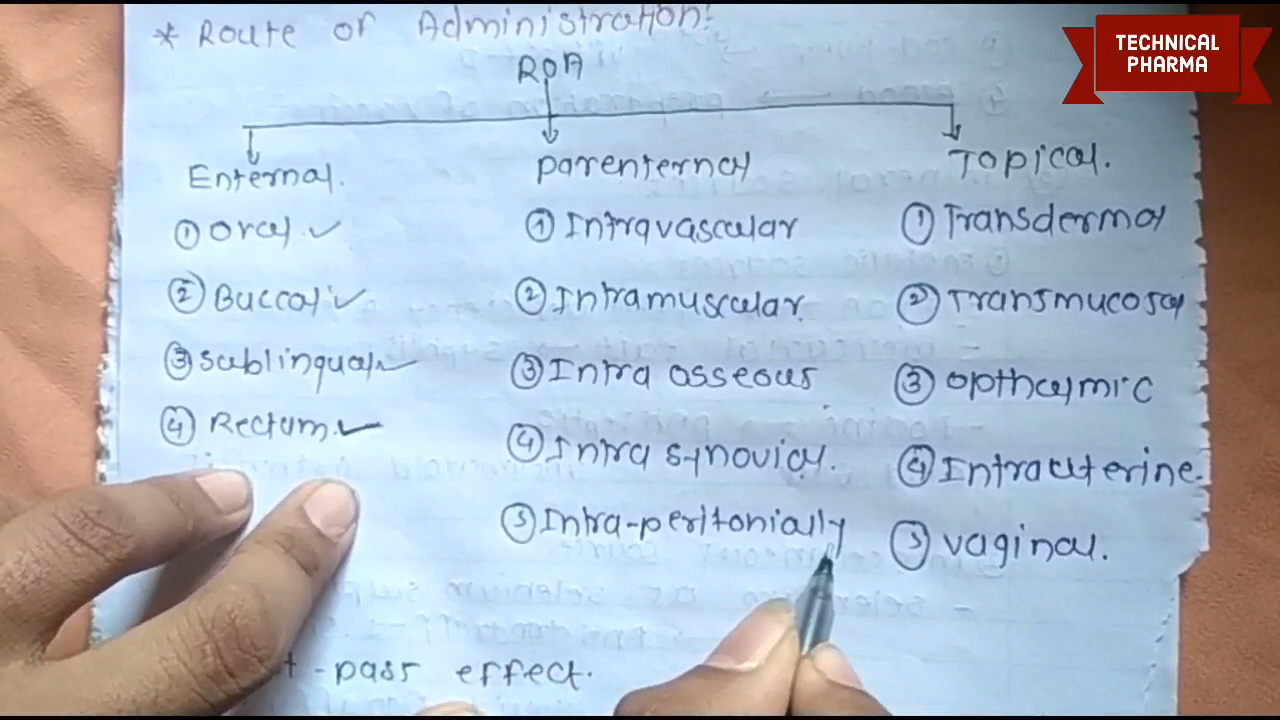 * Route of Administration:
TECHNICAL
PHARMA
ROA
Enternal.
① Oral ✓
② Buccal ✓
③ sublingual ✓
④ Rectum ✓
parenternal
① Intravascular
② Intramuscular
③ Intra osseous
④ Intra synovial.
⑤ Intra-peritonially
Topical.
① Transdermal
② Transmucosal
③ opthalmic
④ Intrauterine.
⑤ vaginal.
-pass effect.